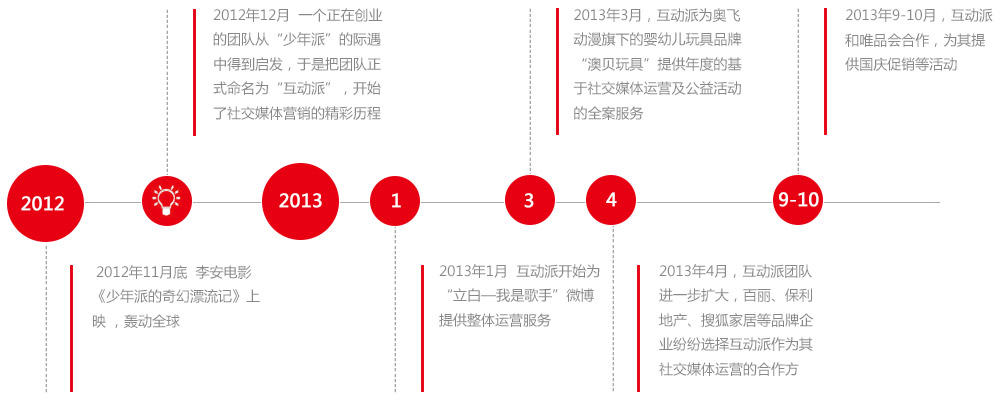 2012年12月 一个正在创业
的团队从“少年派”的际遇
中得到启发，于是把团队正
式命名为“互动派”，开始
了社交媒体营销的精彩历程
2013年3月，互动派为奥飞
动漫旗下的婴幼儿玩具品牌
“澳贝玩具”提供年度的基
于社交媒体运营及公益活动
的全案服务
2013年9-10月，互动派
和唯品会合作，为其提
供国庆促销等活动
2012
2013
1
3
4
9-10
2012年11月底 李安电影
《少年派的奇幻漂流记》上
映 ，轰动全球
2013年1月 互动派开始为
“立白—我是歌手”微博
提供整体运营服务
2013年4月，互动派团队
进一步扩大，百丽、保利
地产、搜狐家居等品牌企
业纷纷选择互动派作为其
社交媒体运营的合作方